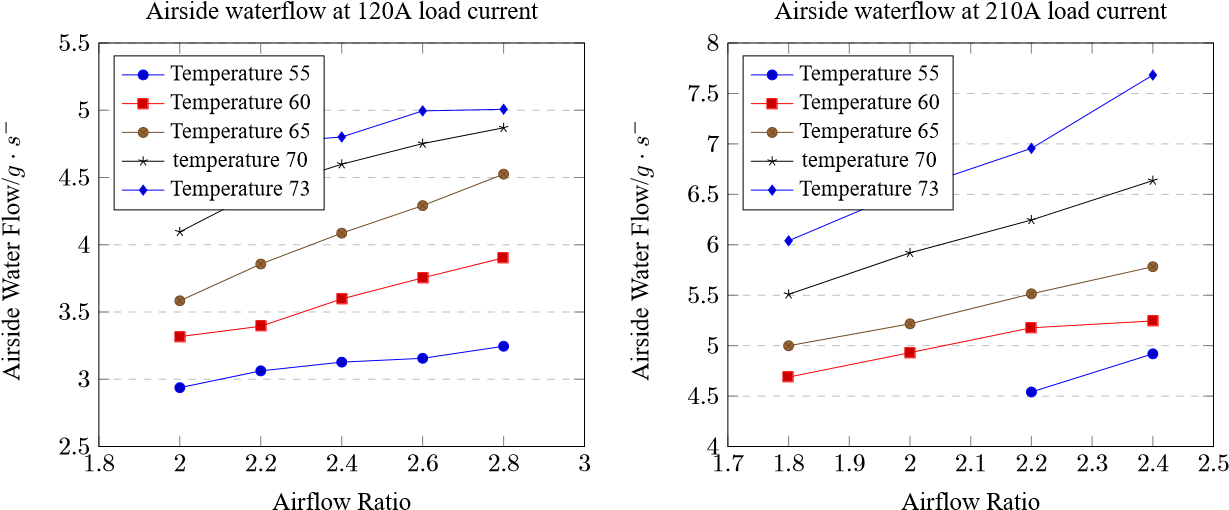 Airside waterflow at 120A load current
5.5
5
4.5
4
3.5
3
2.5
1.8 2 2.2 2.4 2.6 2.8 3
Airside Water Flow/g · s⁻
Airflow Ratio
Temperature 55
Temperature 60
Temperature 65
temperature 70
Temperature 73
Airside waterflow at 210A load current
8
7.5
7
6.5
6
5.5
5
4.5
4
1.7 1.8 1.9 2 2.1 2.2 2.3 2.4 2.5
Airside Water Flow/g · s⁻
Airflow Ratio
Temperature 55
Temperature 60
Temperature 65
temperature 70
Temperature 73